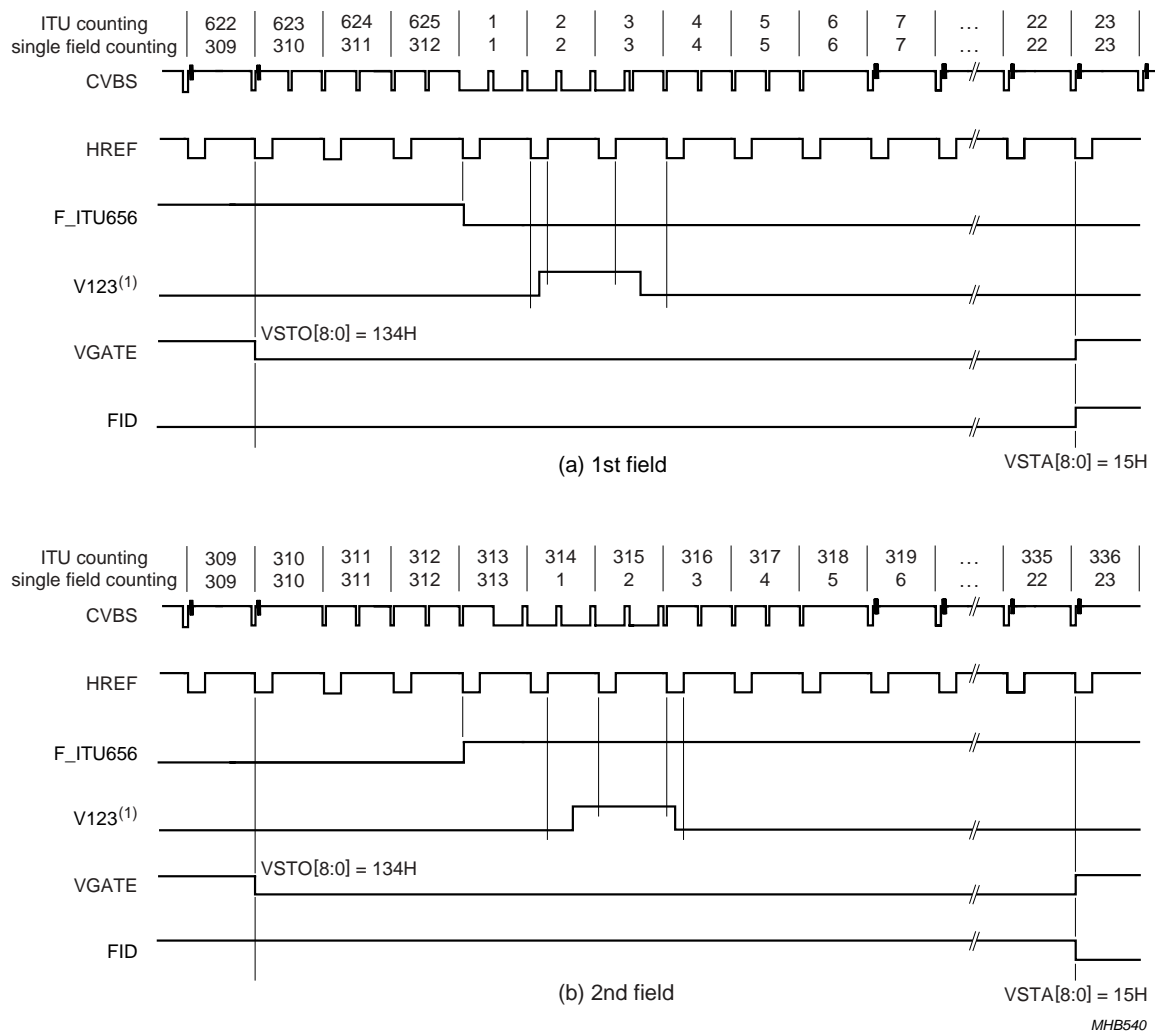 ITU counting 622 623 624 625 1 2 3 4 5 6 7 ... 22 23
single field counting 309 310 311 312 1 2 3 4 5 6 7 ... 22 23
CVBS
HREF
F_ITU656
V123(1)
VSTO[8:0] = 134H
VGATE
FID
(a) 1st field
VSTA[8:0] = 15H
ITU counting 309 310 311 312 313 314 315 316 317 318 319 ... 335 336
single field counting 309 310 311 312 313 1 2 3 4 5 6 ... 22 23
CVBS
HREF
F_ITU656
V123(1)
VSTO[8:0] = 134H
VGATE
FID
(b) 2nd field
VSTA[8:0] = 15H
MHB540